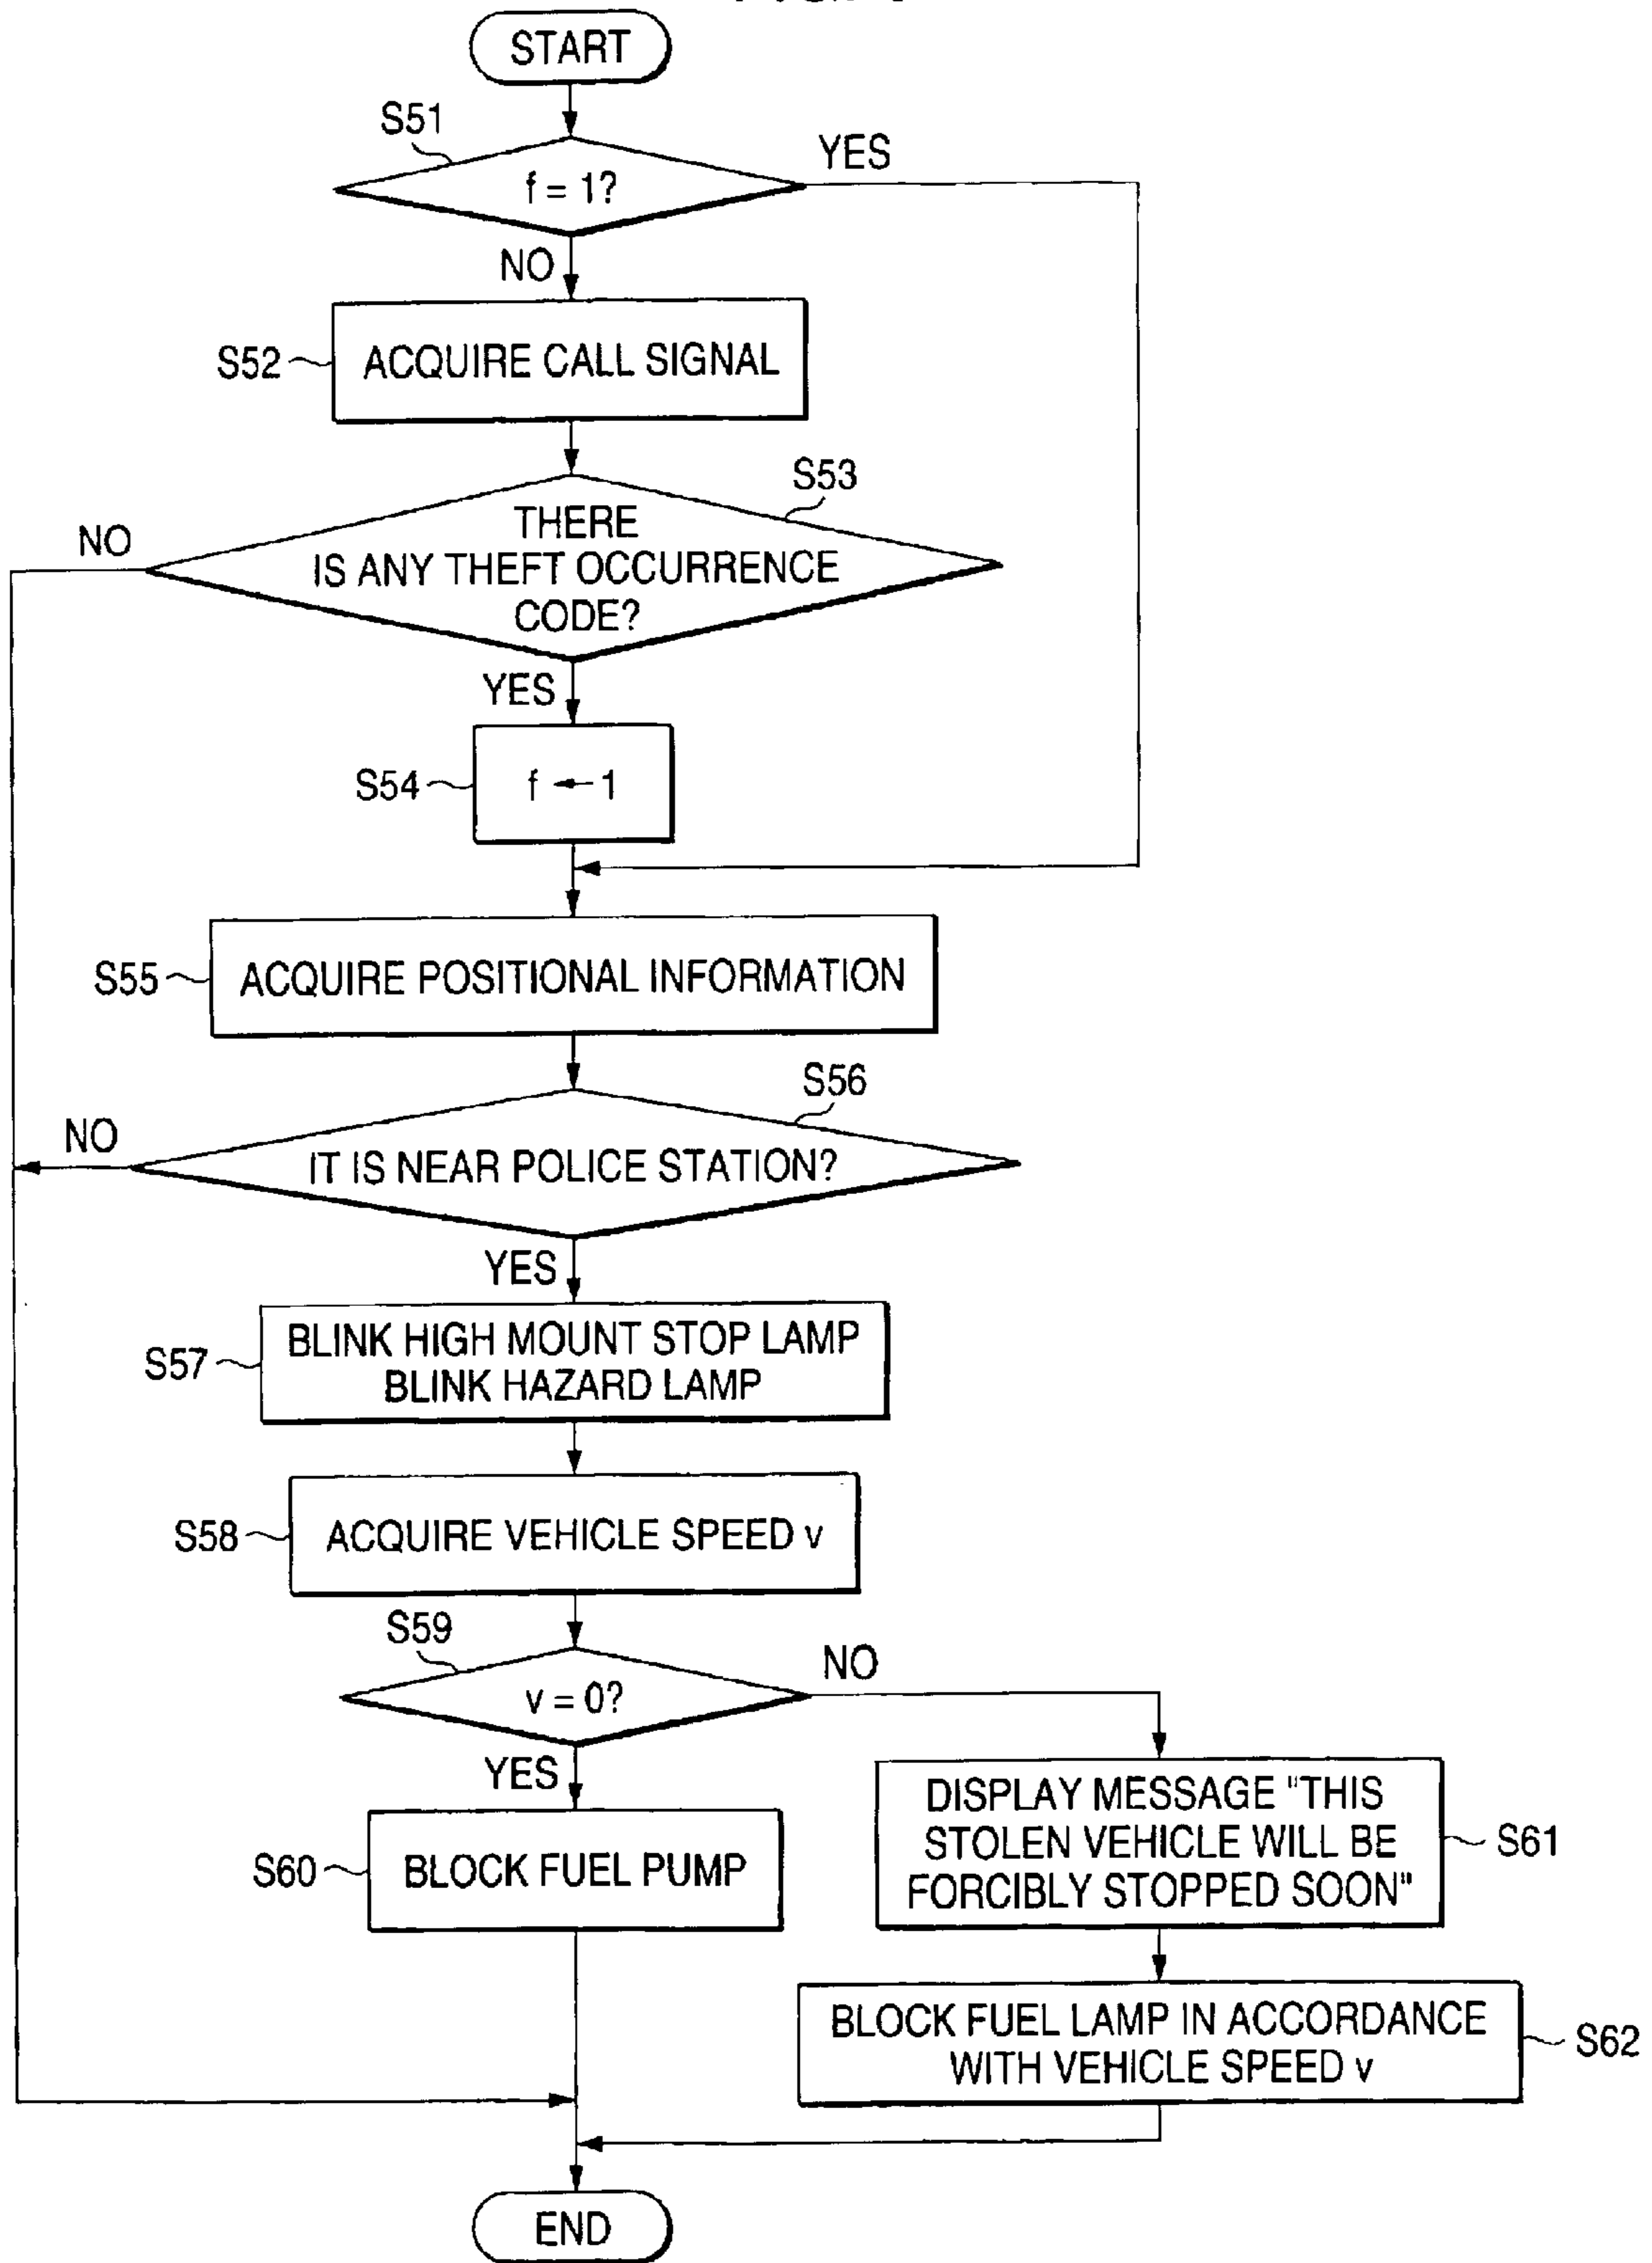 START
S51
f = 1?
YES
NO
S52
ACQUIRE CALL SIGNAL
S53
NO
THERE
IS ANY THEFT OCCURRENCE
CODE?
YES
S54
f ← 1
S55
ACQUIRE POSITIONAL INFORMATION
S56
NO
IT IS NEAR POLICE STATION?
YES
S57
BLINK HIGH MOUNT STOP LAMP
BLINK HAZARD LAMP
S58
ACQUIRE VEHICLE SPEED v
S59
NO
v = 0?
YES
S60
BLOCK FUEL PUMP
DISPLAY MESSAGE "THIS
STOLEN VEHICLE WILL BE
FORCIBLY STOPPED SOON"
S61
BLOCK FUEL LAMP IN ACCORDANCE
WITH VEHICLE SPEED v
S62
END